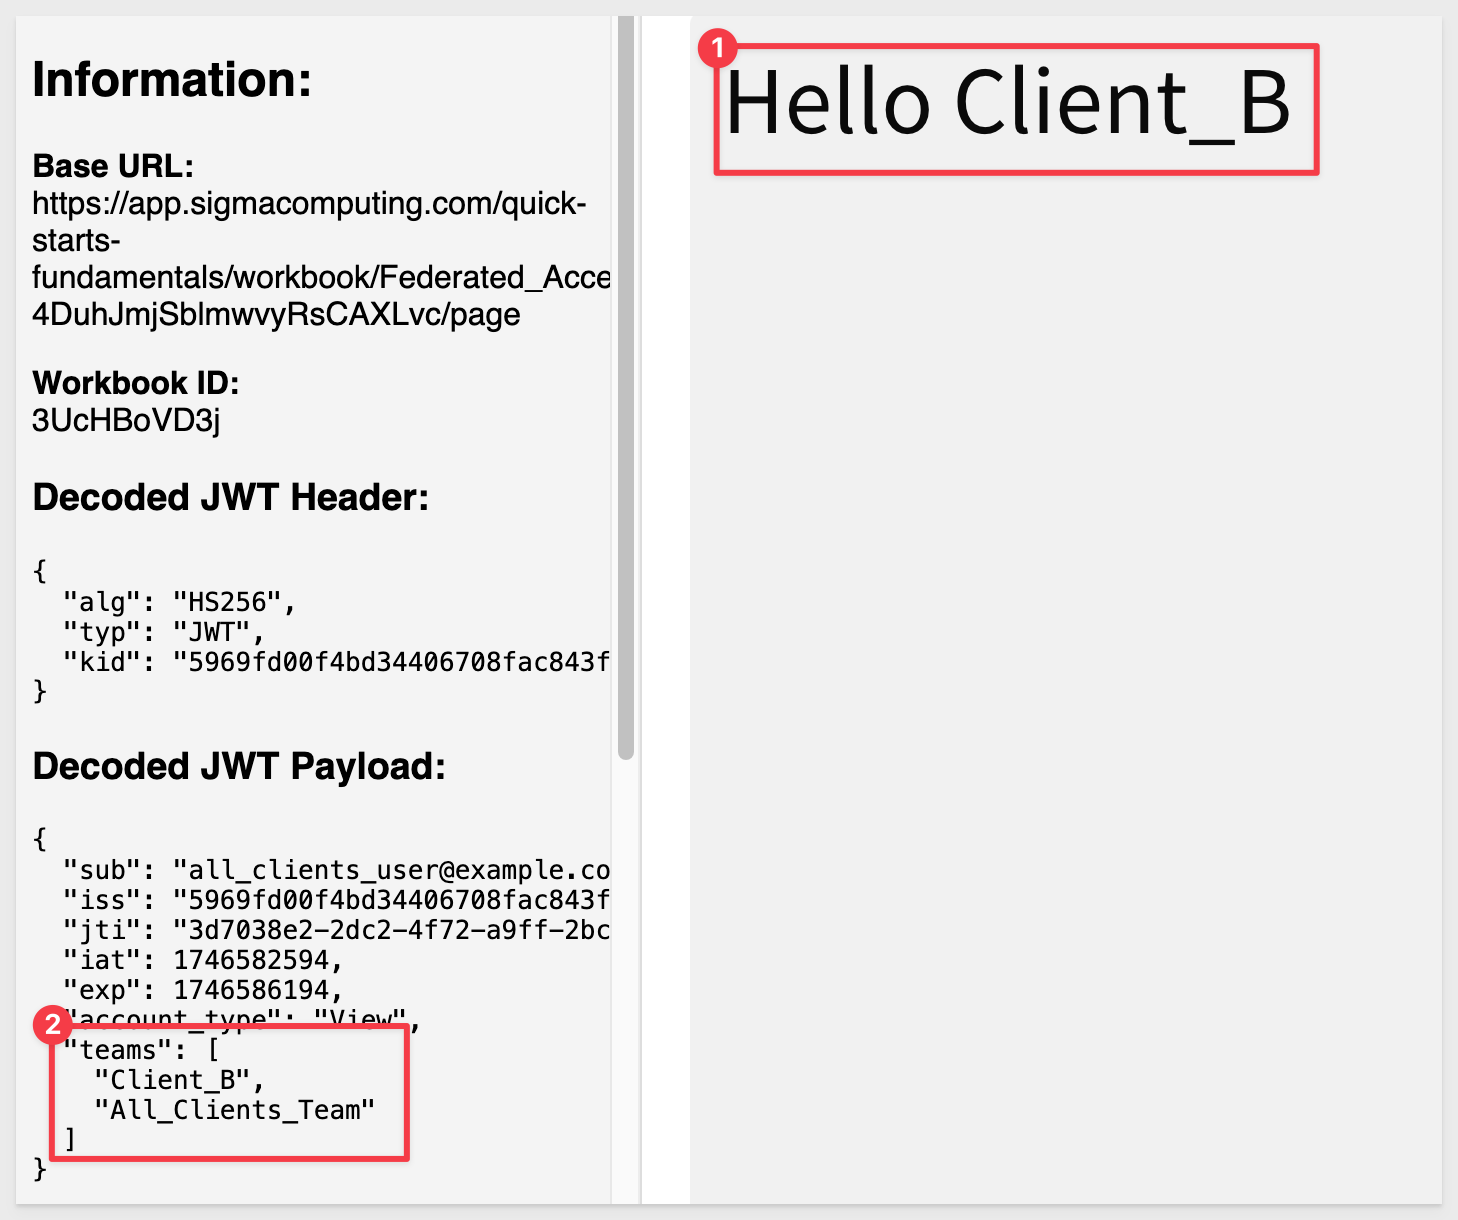 Information:
Base URL:
https://app.sigmacomputing.com/quick-
starts-
fundamentals/workbook/Federated_Acce
4DuhJmjSblmwvyRsCAXLvc/page
Workbook ID:
3UcHBoVD3j
Decoded JWT Header:
{
  "alg": "HS256",
  "typ": "JWT",
  "kid": "5969fd00f4bd34406708fac843f
}
Decoded JWT Payload:
{
  "sub": "all_clients_user@example.co
  "iss": "5969fd00f4bd34406708fac843f
  "jti": "3d7038e2-2dc2-4f72-a9ff-2bc
  "iat": 1746582594,
  "exp": 1746586194,
  "account_type": "View",
2
  "teams": [
    "Client_B",
    "All_Clients_Team"
  ]
}
1
Hello Client_B